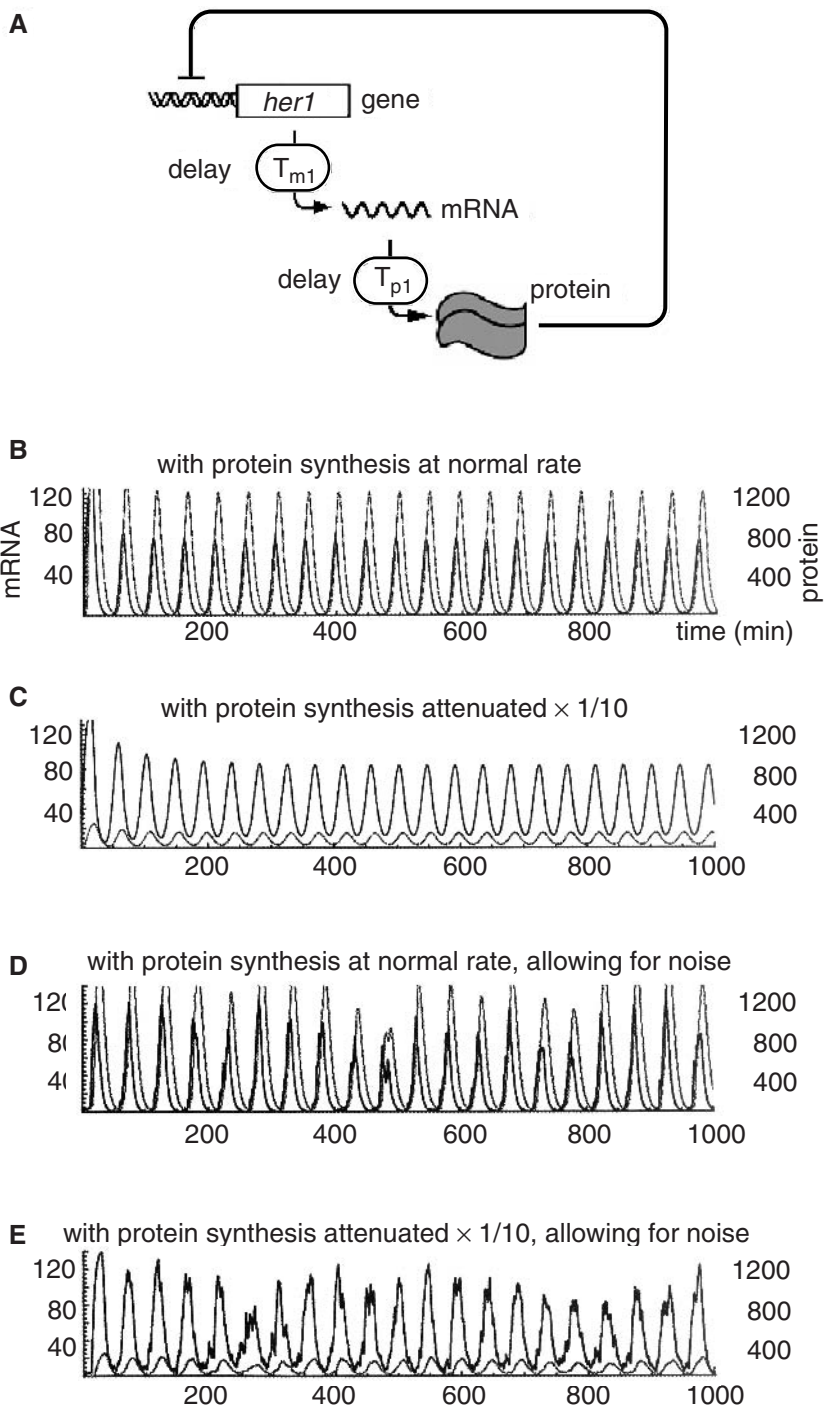 A
her1 gene
delay Tm1
mRNA
delay Tp1
protein
B
with protein synthesis at normal rate
mRNA
120
80
40
1200
800
400
protein
200 400 600 800 time (min)
C
with protein synthesis attenuated × 1/10
120
80
40
1200
800
400
200 400 600 800 1000
D
with protein synthesis at normal rate, allowing for noise
12
8
4
1200
800
400
200 400 600 800 1000
E
with protein synthesis attenuated × 1/10, allowing for noise
120
80
40
1200
800
400
200 400 600 800 1000